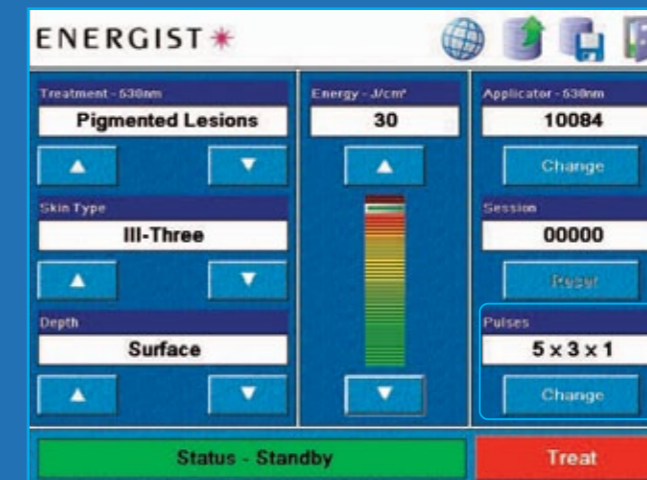 ENERGIST
Treatment - 530nm
Pigmented Lesions
Energy - J/cm²
30
Applicator - 530nm
10084
Change
Skin Type
III-Three
Session
00000
Reset
Depth
Surface
Pulses
5 x 3 x 1
Change
Status - Standby
Treat